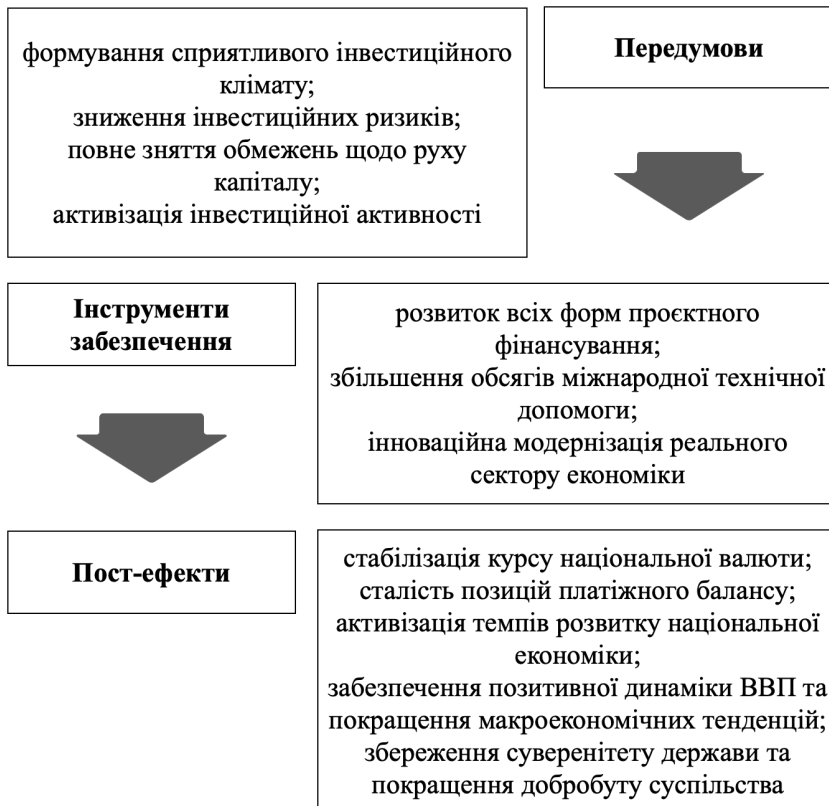 формування сприятливого інвестиційного
клімату;
зниження інвестиційних ризиків;
повне зняття обмежень щодо руху
капіталу;
активізація інвестиційної активності
Передумови
Інструменти
забезпечення
розвиток всіх форм проєктного
фінансування;
збільшення обсягів міжнародної технічної
допомоги;
інноваційна модернізація реального
сектору економіки
Пост-ефекти
стабілізація курсу національної валюти;
сталість позицій платіжного балансу;
активізація темпів розвитку національної
економіки;
забезпечення позитивної динаміки ВВП та
покращення макроекономічних тенденцій;
збереження суверенітету держави та
покращення добробуту суспільства